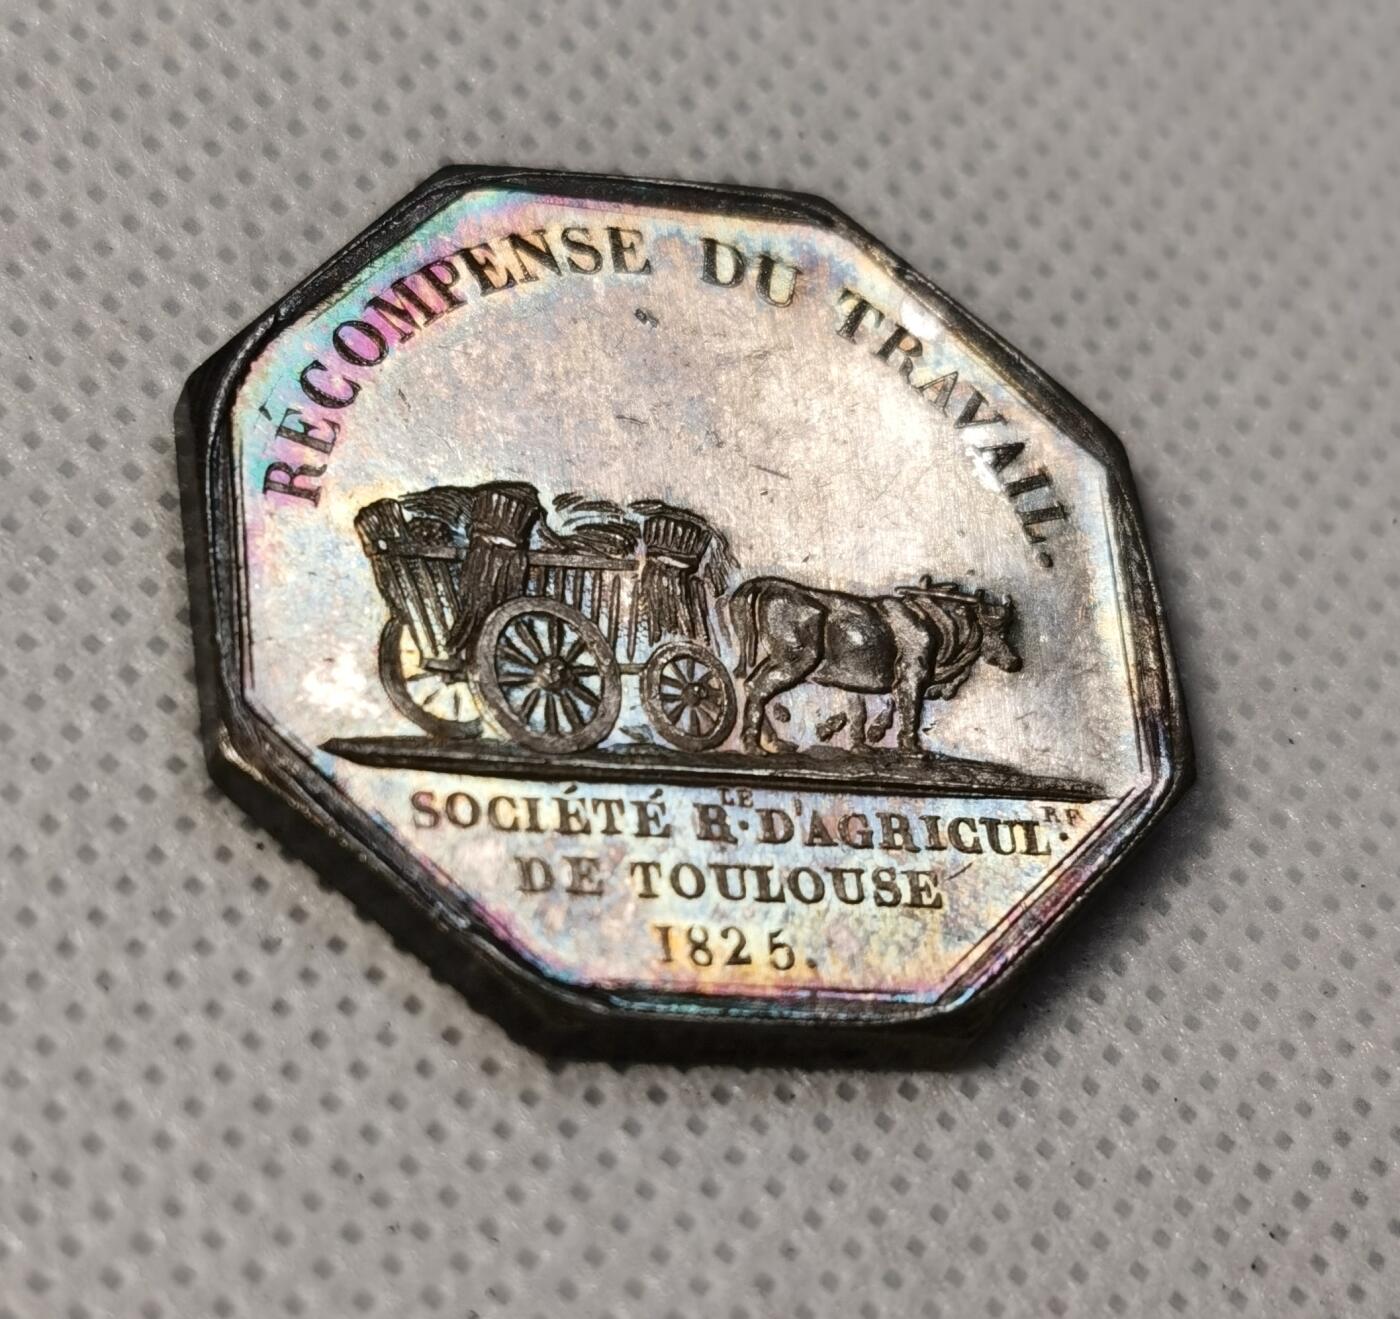 RÉCOMPENSE DU TRAVAIL.
SOCIÉTÉ R.LE D'AGRICUL.RE
DE TOULOUSE
1825.